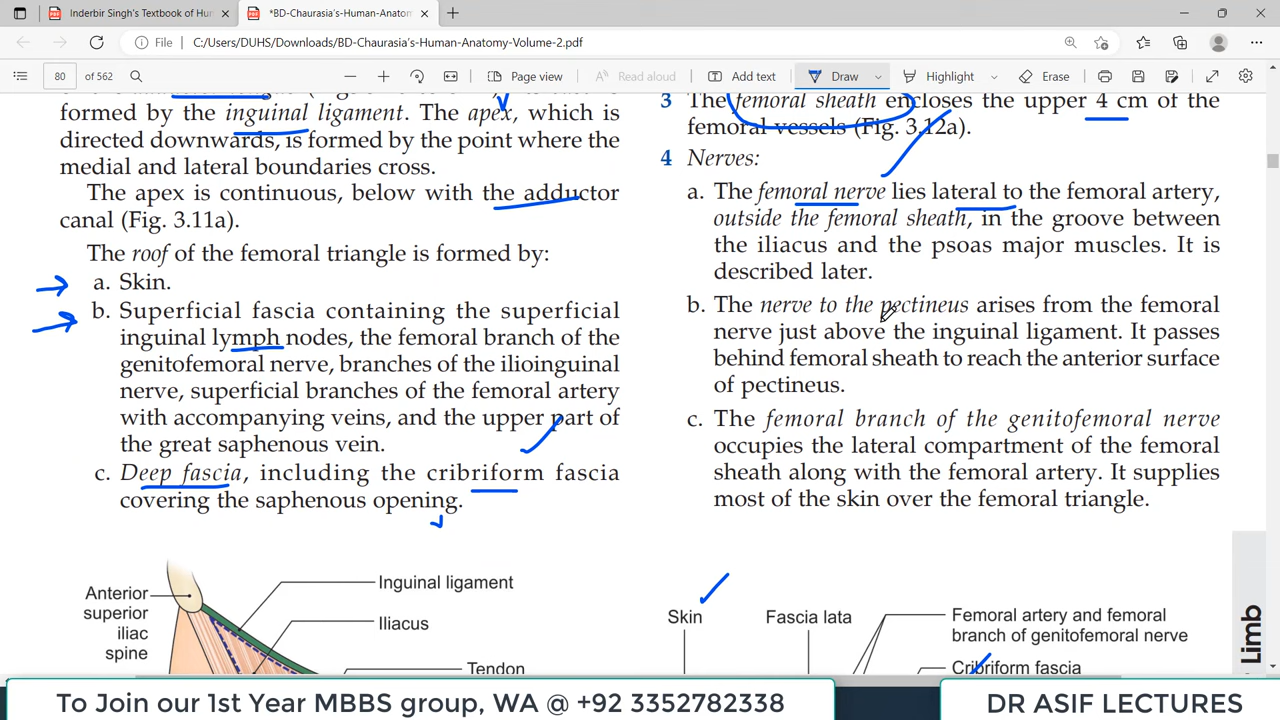 Inderbir Singh's Textbook of Hur
*BD-Chaurasia's-Human-Anaton
File
C:/Users/DUHS/Downloads/BD-Chaurasia's-Human-Anatomy-Volume-2.pdf
80 of 562
Page view
Read aloud
Add text
Draw
Highlight
Erase
formed by the inguinal ligament. The apex, which is
directed downwards, is formed by the point where the
medial and lateral boundaries cross.
The apex is continuous, below with the adductor
canal (Fig. 3.11a).
The roof of the femoral triangle is formed by:
a. Skin.
b. Superficial fascia containing the superficial
inguinal lymph nodes, the femoral branch of the
genitofemoral nerve, branches of the ilioinguinal
nerve, superficial branches of the femoral artery
with accompanying veins, and the upper part of
the great saphenous vein.
c. Deep fascia, including the cribriform fascia
covering the saphenous opening.
Anterior
superior
iliac
spine
Inguinal ligament
Iliacus
Tendon
3 The femoral sheath encloses the upper 4 cm of the
femoral vessels (Fig. 3.12a).
4 Nerves:
a. The femoral nerve lies lateral to the femoral artery,
outside the femoral sheath, in the groove between
the iliacus and the psoas major muscles. It is
described later.
b. The nerve to the pectineus arises from the femoral
nerve just above the inguinal ligament. It passes
behind femoral sheath to reach the anterior surface
of pectineus.
c. The femoral branch of the genitofemoral nerve
occupies the lateral compartment of the femoral
sheath along with the femoral artery. It supplies
most of the skin over the femoral triangle.
Skin
Fascia lata
Femoral artery and femoral
branch of genitofemoral nerve
Cribriform fascia
Limb
To Join our 1st Year MBBS group, WA @ +92 3352782338
DR ASIF LECTURES